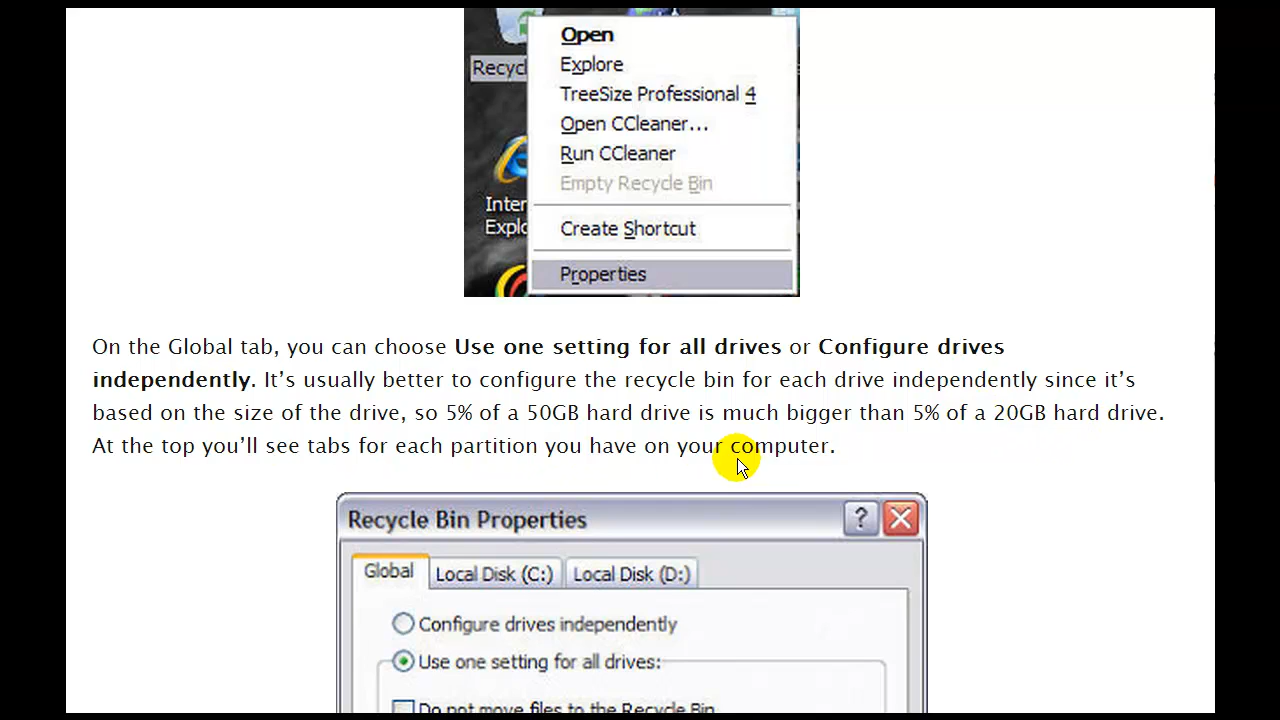 Open
Recycl
Explore
TreeSize Professional 4
Open CCleaner...
Run CCleaner
Empty Recycle Bin
Inter
Explo
Create Shortcut
Properties
On the Global tab, you can choose Use one setting for all drives or Configure drives
independently. It’s usually better to configure the recycle bin for each drive independently since it’s
based on the size of the drive, so 5% of a 50GB hard drive is much bigger than 5% of a 20GB hard drive.
At the top you’ll see tabs for each partition you have on your computer.
Recycle Bin Properties
Global Local Disk (C:) Local Disk (D:)
Configure drives independently
Use one setting for all drives:
Do not move files to the Recycle Bin